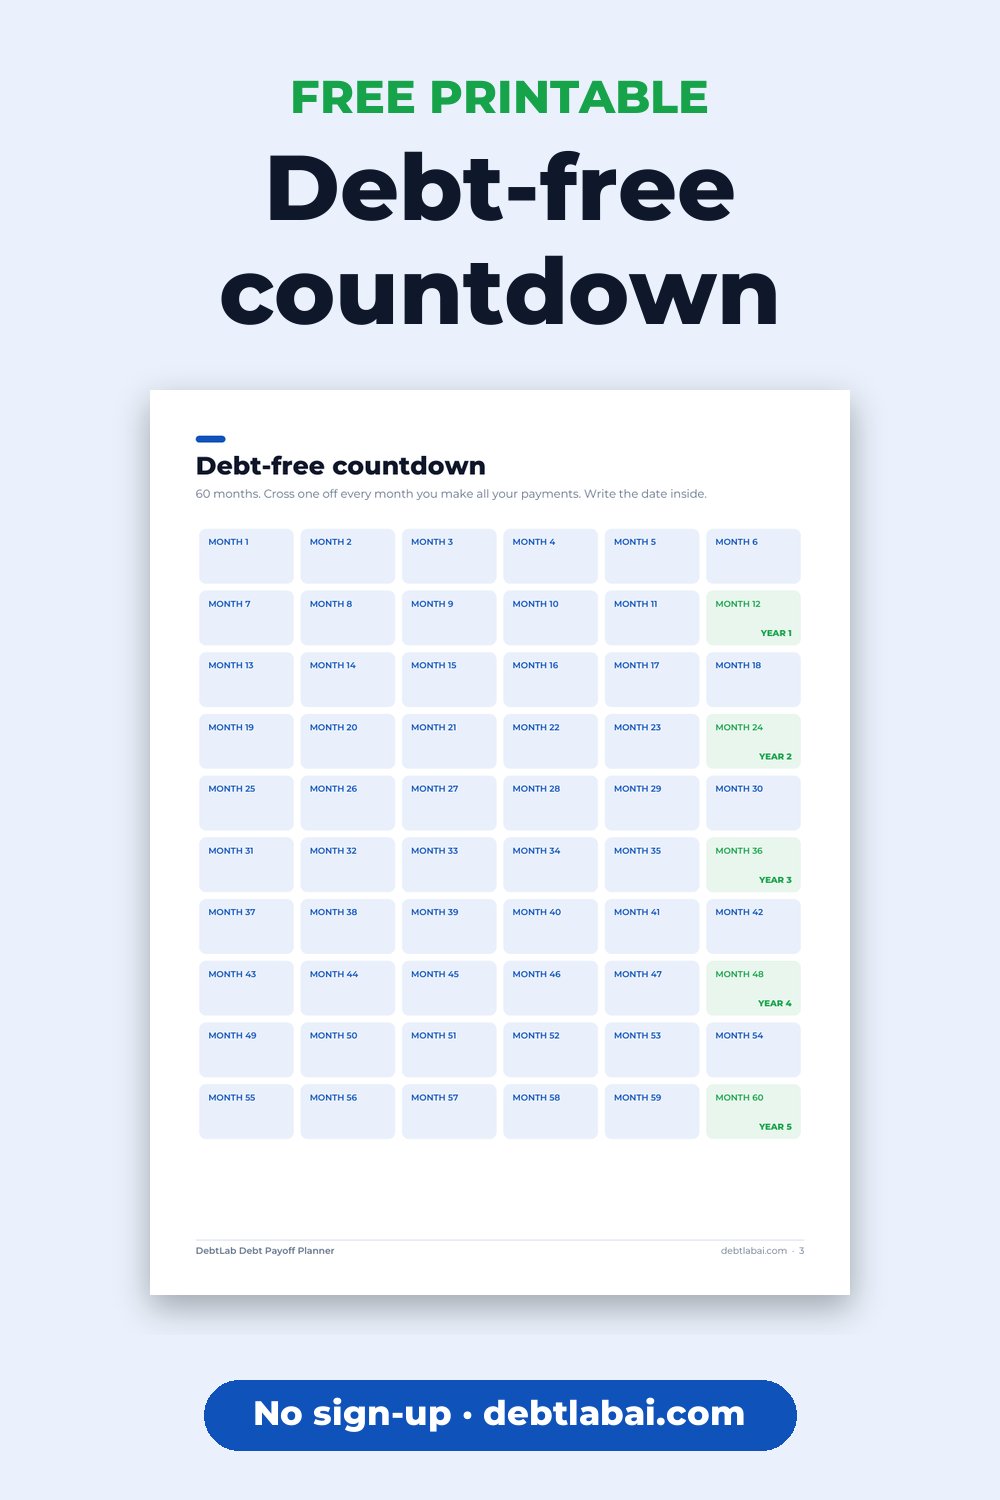 FREE PRINTABLE
Debt-free
countdown
Debt-free countdown
60 months. Cross one off every month you make all your payments. Write the date inside.
MONTH 1 MONTH 2 MONTH 3 MONTH 4 MONTH 5 MONTH 6
MONTH 7 MONTH 8 MONTH 9 MONTH 10 MONTH 11 MONTH 12
YEAR 1
MONTH 13 MONTH 14 MONTH 15 MONTH 16 MONTH 17 MONTH 18
MONTH 19 MONTH 20 MONTH 21 MONTH 22 MONTH 23 MONTH 24
YEAR 2
MONTH 25 MONTH 26 MONTH 27 MONTH 28 MONTH 29 MONTH 30
MONTH 31 MONTH 32 MONTH 33 MONTH 34 MONTH 35 MONTH 36
YEAR 3
MONTH 37 MONTH 38 MONTH 39 MONTH 40 MONTH 41 MONTH 42
MONTH 43 MONTH 44 MONTH 45 MONTH 46 MONTH 47 MONTH 48
YEAR 4
MONTH 49 MONTH 50 MONTH 51 MONTH 52 MONTH 53 MONTH 54
MONTH 55 MONTH 56 MONTH 57 MONTH 58 MONTH 59 MONTH 60
YEAR 5
DebtLab Debt Payoff Planner debtlabai.com · 3
No sign-up · debtlabai.com